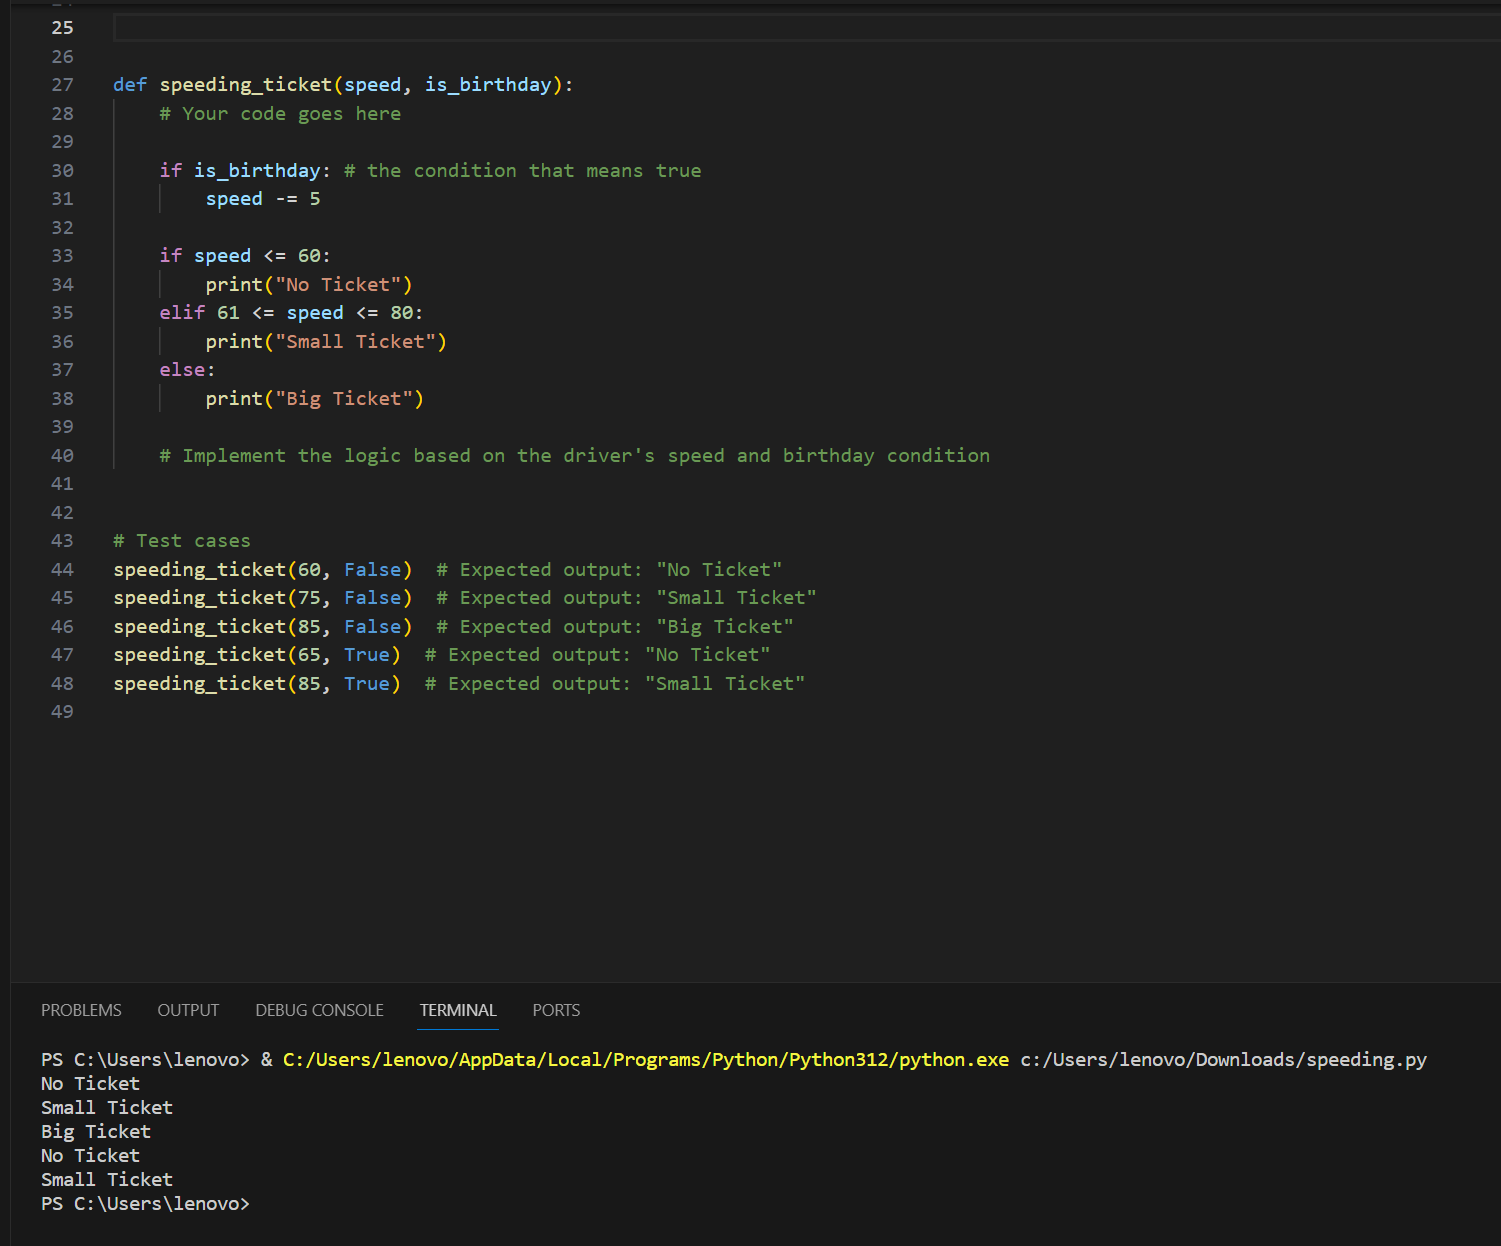 25
26
27 def speeding_ticket(speed, is_birthday):
28 # Your code goes here
29
30 if is_birthday: # the condition that means true
31 speed -= 5
32
33 if speed <= 60:
34 print("No Ticket")
35 elif 61 <= speed <= 80:
36 print("Small Ticket")
37 else:
38 print("Big Ticket")
39
40 # Implement the logic based on the driver's speed and birthday condition
41
42
43 # Test cases
44 speeding_ticket(60, False)  # Expected output: "No Ticket"
45 speeding_ticket(75, False)  # Expected output: "Small Ticket"
46 speeding_ticket(85, False)  # Expected output: "Big Ticket"
47 speeding_ticket(65, True)  # Expected output: "No Ticket"
48 speeding_ticket(85, True)  # Expected output: "Small Ticket"
49
PROBLEMS OUTPUT DEBUG CONSOLE TERMINAL PORTS
PS C:\Users\lenovo> & C:/Users/lenovo/AppData/Local/Programs/Python/Python312/python.exe c:/Users/lenovo/Downloads/speeding.py
No Ticket
Small Ticket
Big Ticket
No Ticket
Small Ticket
PS C:\Users\lenovo>